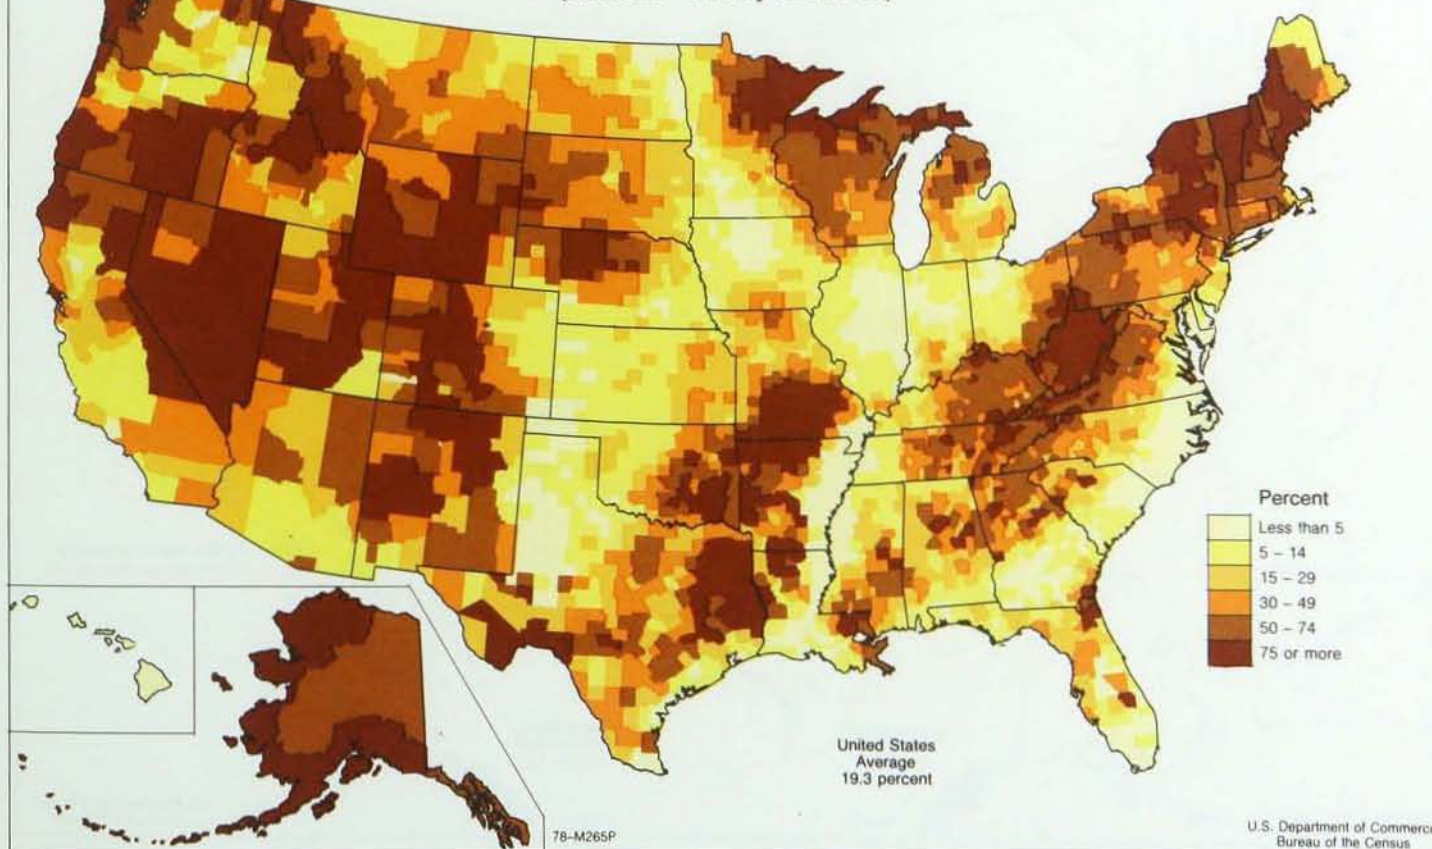 Percent
Less than 5
5 – 14
15 – 29
30 – 49
50 – 74
75 or more
United States
Average
19.3 percent
78-M265P
U.S. Department of Commerce
Bureau of the Census